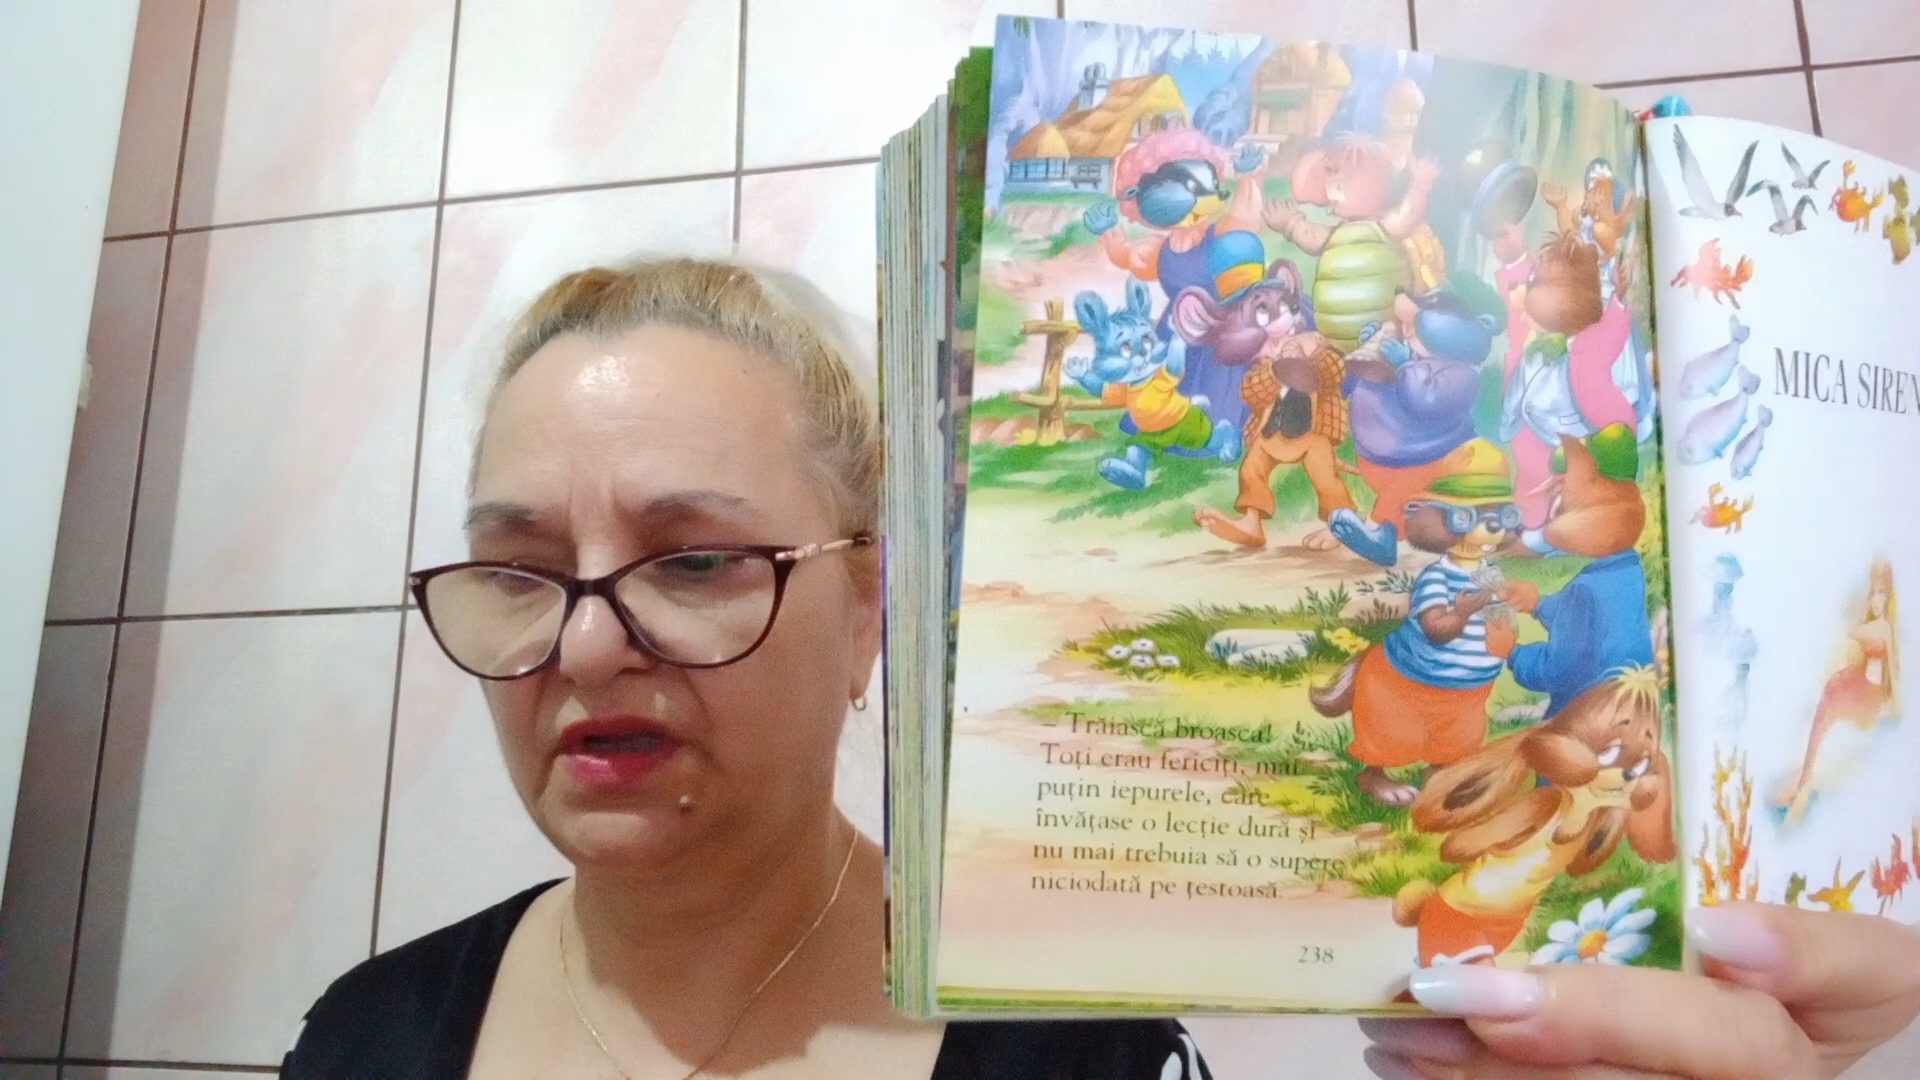 – Trăiască broasca!
Toți erau fericiți, mai
puțin iepurele, care
învățase o lecție dură și
nu mai trebuia să o supere
niciodată pe țestoasă.
238
MICA